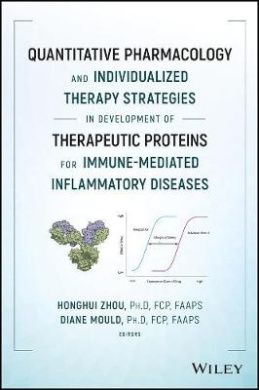 QUANTITATIVE PHARMACOLOGY
AND INDIVIDUALIZED
THERAPY STRATEGIES
IN DEVELOPMENT OF
THERAPEUTIC PROTEINS
FOR IMMUNE-MEDIATED
INFLAMMATORY DISEASES
HONGHUI ZHOU, PH.D, FCP, FAAPS
DIANE MOULD, PH.D, FCP, FAAPS
EDITORS
WILEY